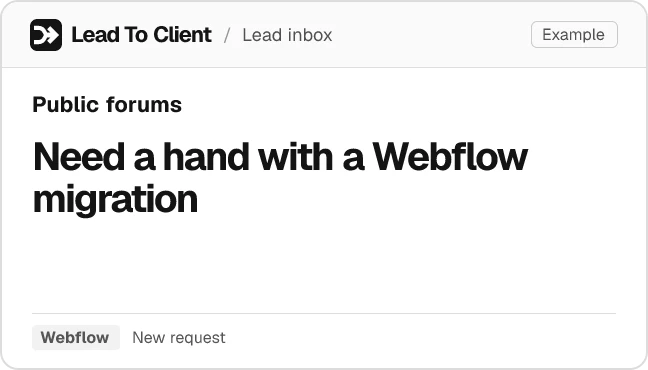 Lead To Client / Lead inbox
Example
Public forums
Need a hand with a Webflow
migration
Webflow
New request